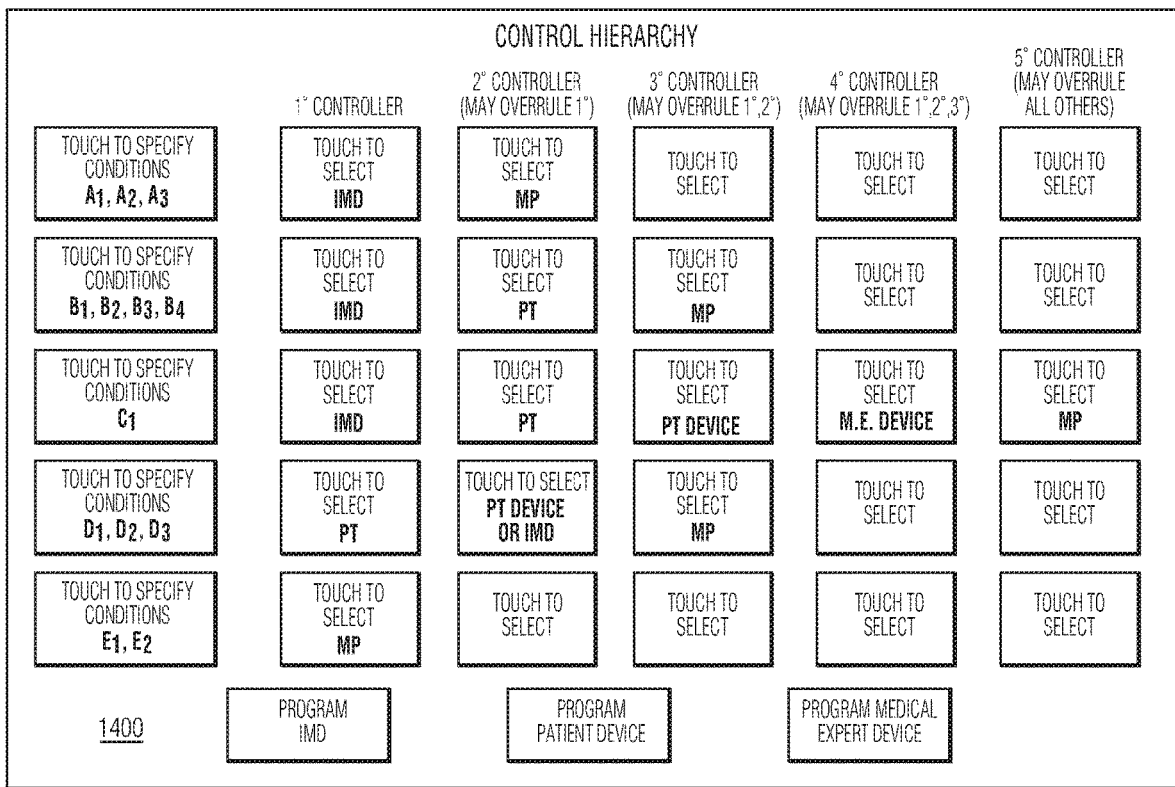 CONTROL HIERARCHY
1° CONTROLLER
2° CONTROLLER
(MAY OVERRULE 1°)
3° CONTROLLER
(MAY OVERRULE 1°,2°)
4° CONTROLLER
(MAY OVERRULE 1°,2°,3°)
5° CONTROLLER
(MAY OVERRULE
ALL OTHERS)
TOUCH TO SPECIFY
CONDITIONS
A1, A2, A3
TOUCH TO
SELECT
IMD
TOUCH TO
SELECT
MP
TOUCH TO
SELECT
TOUCH TO
SELECT
TOUCH TO
SELECT
TOUCH TO SPECIFY
CONDITIONS
B1, B2, B3, B4
TOUCH TO
SELECT
IMD
TOUCH TO
SELECT
PT
TOUCH TO
SELECT
MP
TOUCH TO
SELECT
TOUCH TO
SELECT
TOUCH TO SPECIFY
CONDITIONS
C1
TOUCH TO
SELECT
IMD
TOUCH TO
SELECT
PT
TOUCH TO
SELECT
PT DEVICE
TOUCH TO
SELECT
M.E. DEVICE
TOUCH TO
SELECT
MP
TOUCH TO SPECIFY
CONDITIONS
D1, D2, D3
TOUCH TO
SELECT
PT
TOUCH TO SELECT
PT DEVICE
OR IMD
TOUCH TO
SELECT
MP
TOUCH TO
SELECT
TOUCH TO
SELECT
TOUCH TO SPECIFY
CONDITIONS
E1, E2
TOUCH TO
SELECT
MP
TOUCH TO
SELECT
TOUCH TO
SELECT
TOUCH TO
SELECT
TOUCH TO
SELECT
1400
PROGRAM
IMD
PROGRAM
PATIENT DEVICE
PROGRAM MEDICAL
EXPERT DEVICE